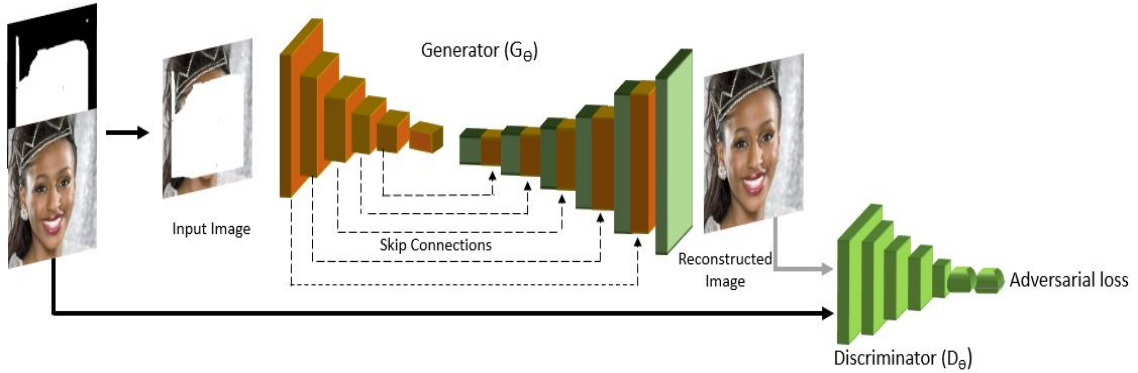 Generator (Gθ)
Input Image
Skip Connections
Reconstructed
Image
Adversarial loss
Discriminator (Dθ)